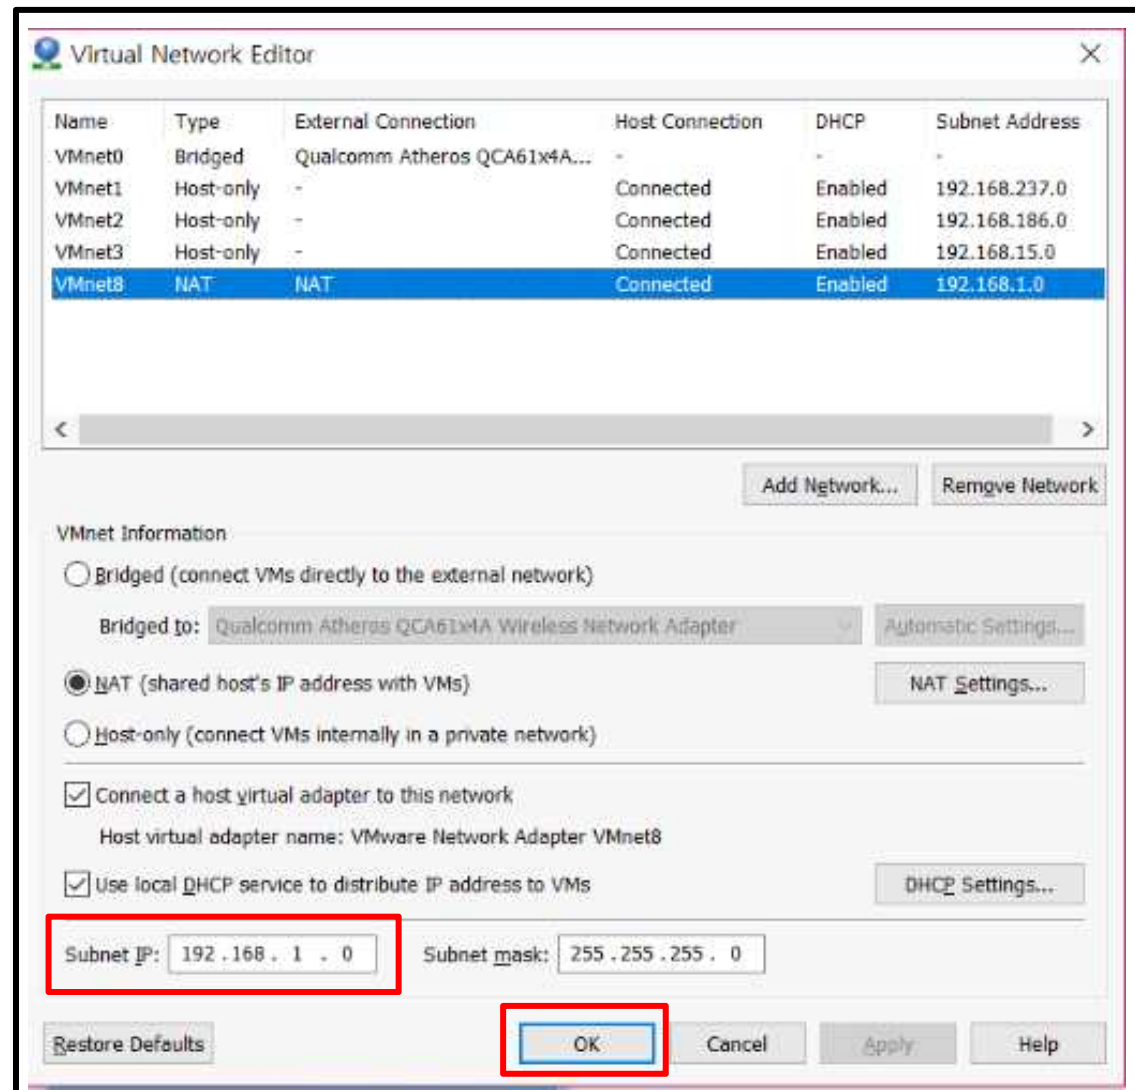 Virtual Network Editor
Name Type External Connection Host Connection DHCP Subnet Address
VMnet0 Bridged Qualcomm Atheros QCA61x4A... - - -
VMnet1 Host-only - Connected Enabled 192.168.237.0
VMnet2 Host-only - Connected Enabled 192.168.186.0
VMnet3 Host-only - Connected Enabled 192.168.15.0
VMnet8 NAT NAT Connected Enabled 192.168.1.0
Add Network... Remove Network
VMnet Information
Bridged (connect VMs directly to the external network)
Bridged to: Qualcomm Atheros QCA61x4A Wireless Network Adapter Automatic Settings...
NAT (shared host's IP address with VMs) NAT Settings...
Host-only (connect VMs internally in a private network)
Connect a host virtual adapter to this network
Host virtual adapter name: VMware Network Adapter VMnet8
Use local DHCP service to distribute IP address to VMs DHCP Settings...
Subnet IP: 192 . 168 . 1 . 0 Subnet mask: 255 . 255 . 255 . 0
Restore Defaults OK Cancel Apply Help